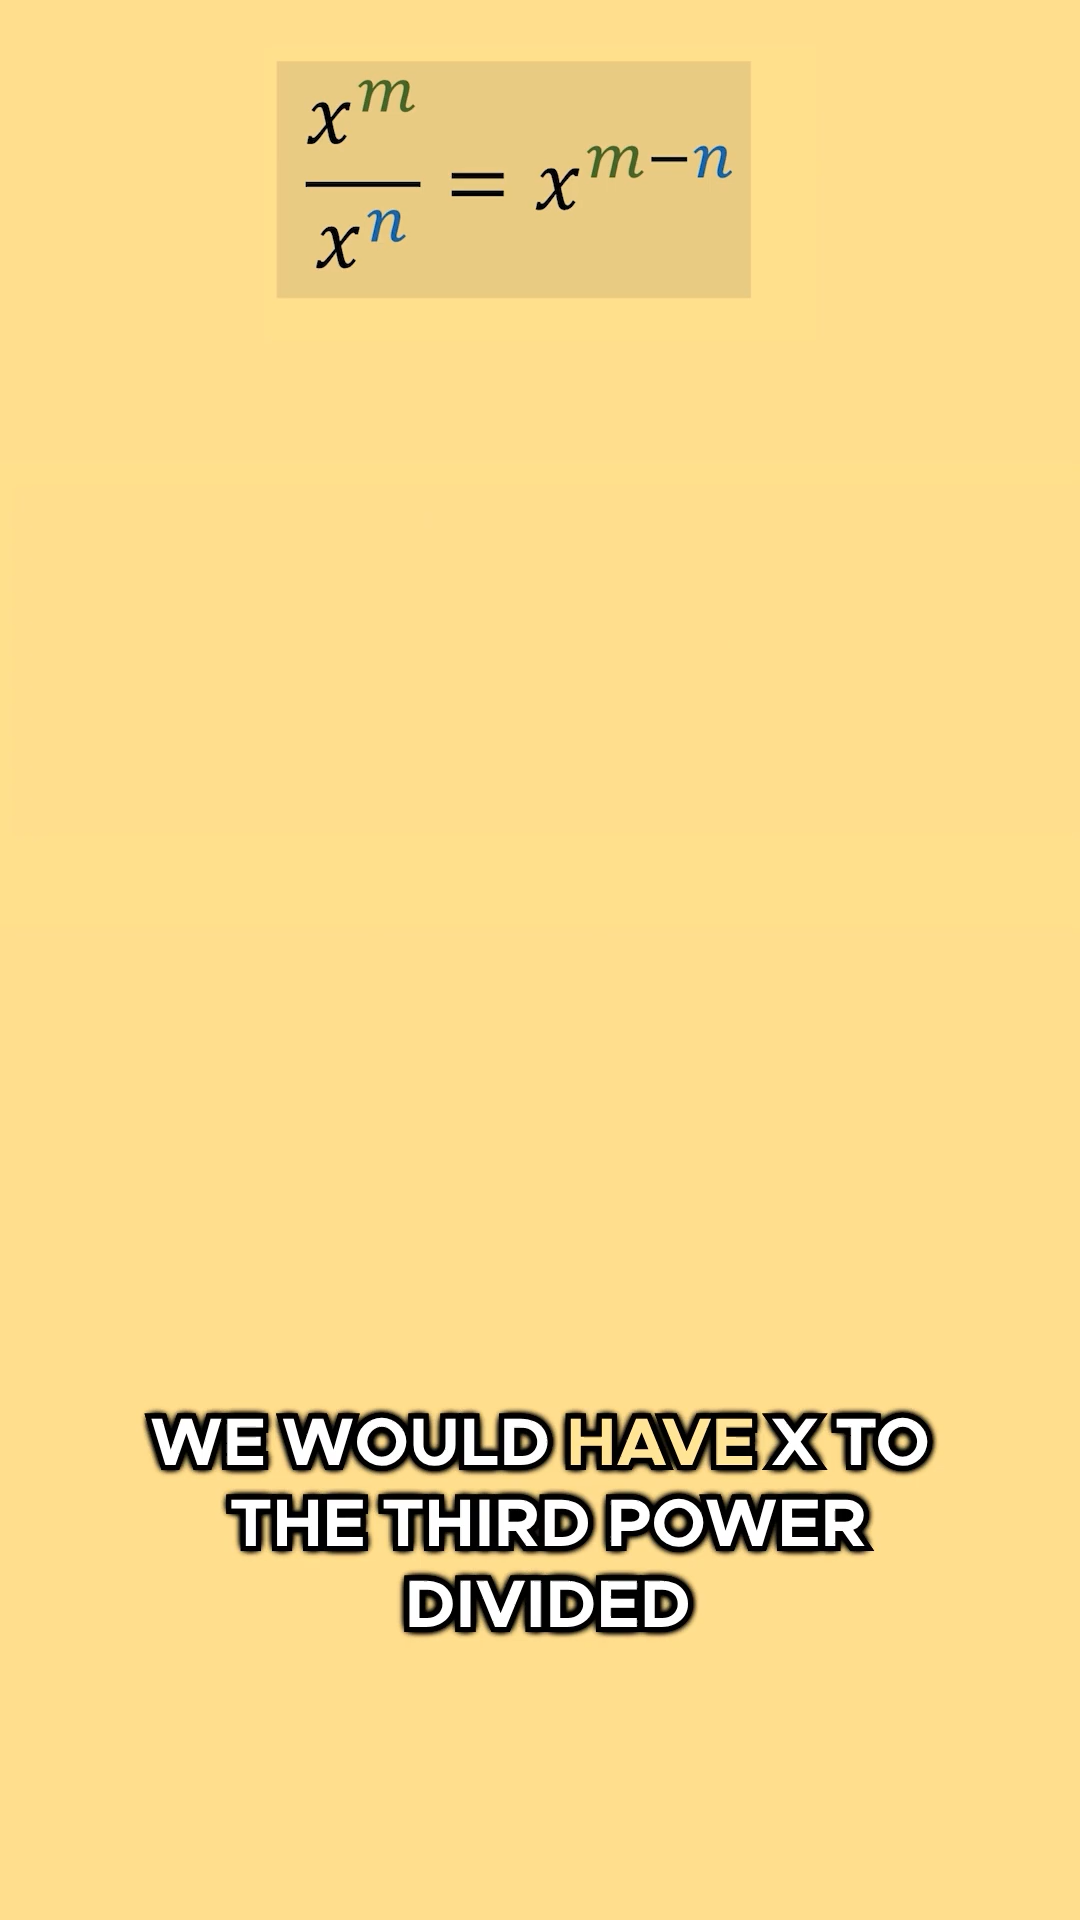 x^m / x^n = x^{m−n}
WE WOULD HAVE X TO
THE THIRD POWER
DIVIDED